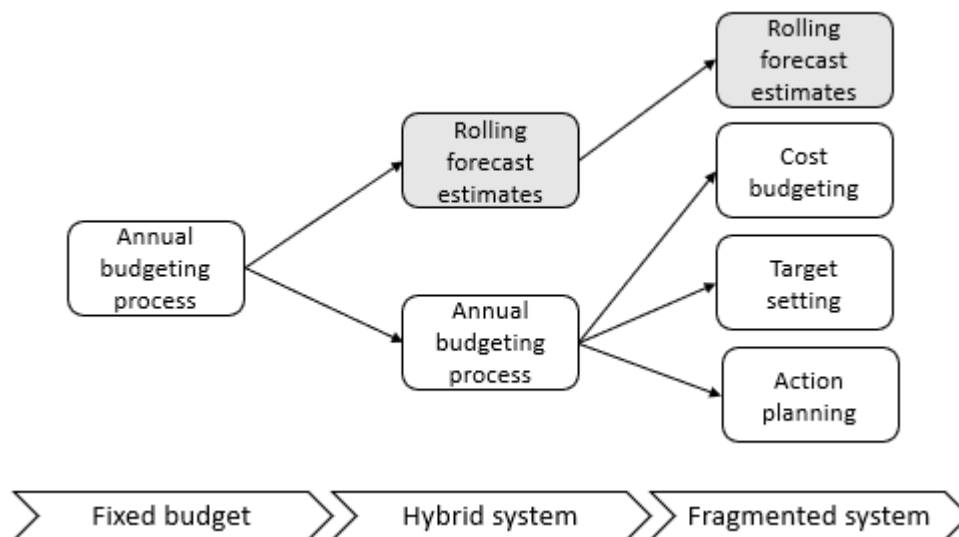 Annual
budgeting
process
Rolling
forecast
estimates
Annual
budgeting
process
Rolling
forecast
estimates
Cost
budgeting
Target
setting
Action
planning
Fixed budget
Hybrid system
Fragmented system